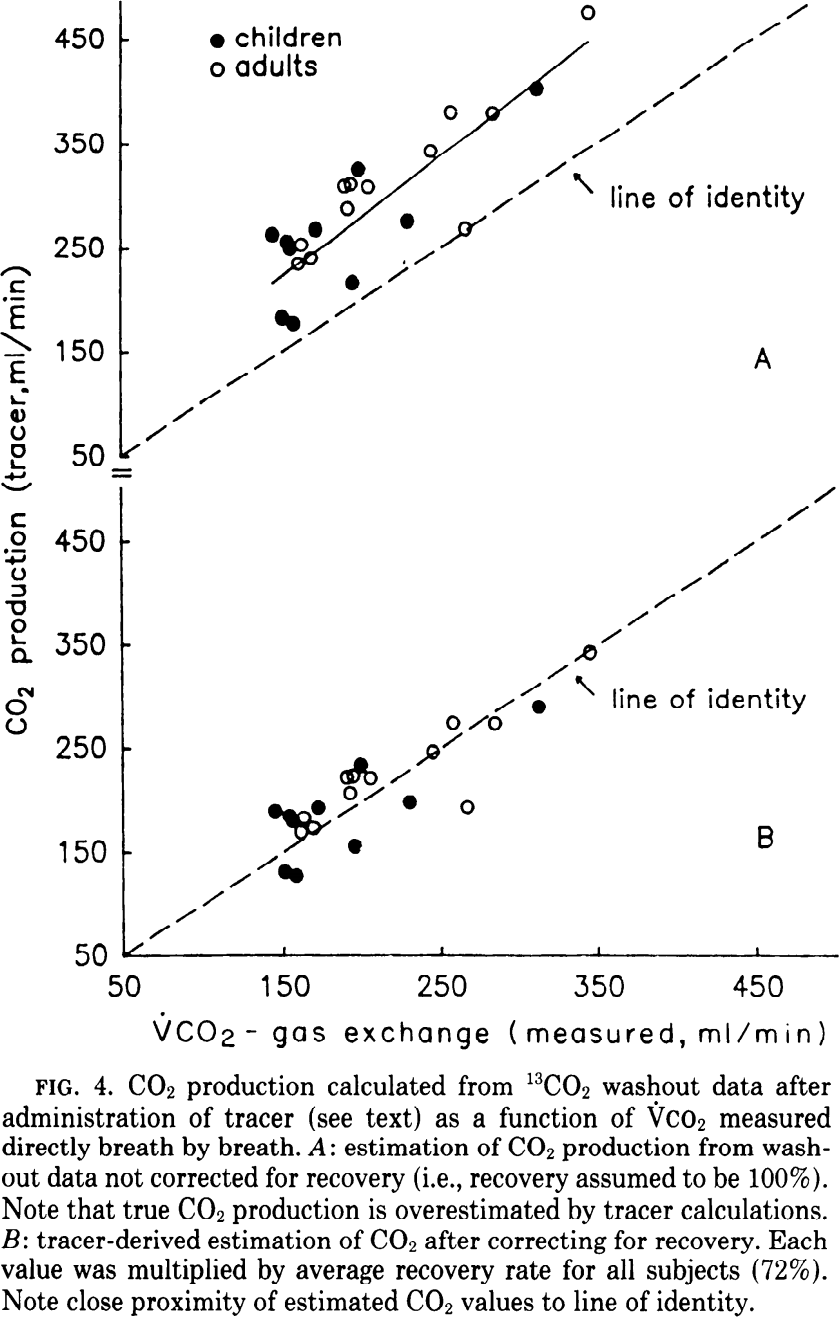 450
● children
○ adults
350
line of identity
250
150
A
50
CO₂ production (tracer,ml/min)
450
350
line of identity
250
150
B
50
50 150 250 350 450
V̇CO₂ - gas exchange (measured, ml/min)
FIG. 4. CO₂ production calculated from ¹³CO₂ washout data after
administration of tracer (see text) as a function of V̇CO₂ measured
directly breath by breath. A: estimation of CO₂ production from wash-
out data not corrected for recovery (i.e., recovery assumed to be 100%).
Note that true CO₂ production is overestimated by tracer calculations.
B: tracer-derived estimation of CO₂ after correcting for recovery. Each
value was multiplied by average recovery rate for all subjects (72%).
Note close proximity of estimated CO₂ values to line of identity.